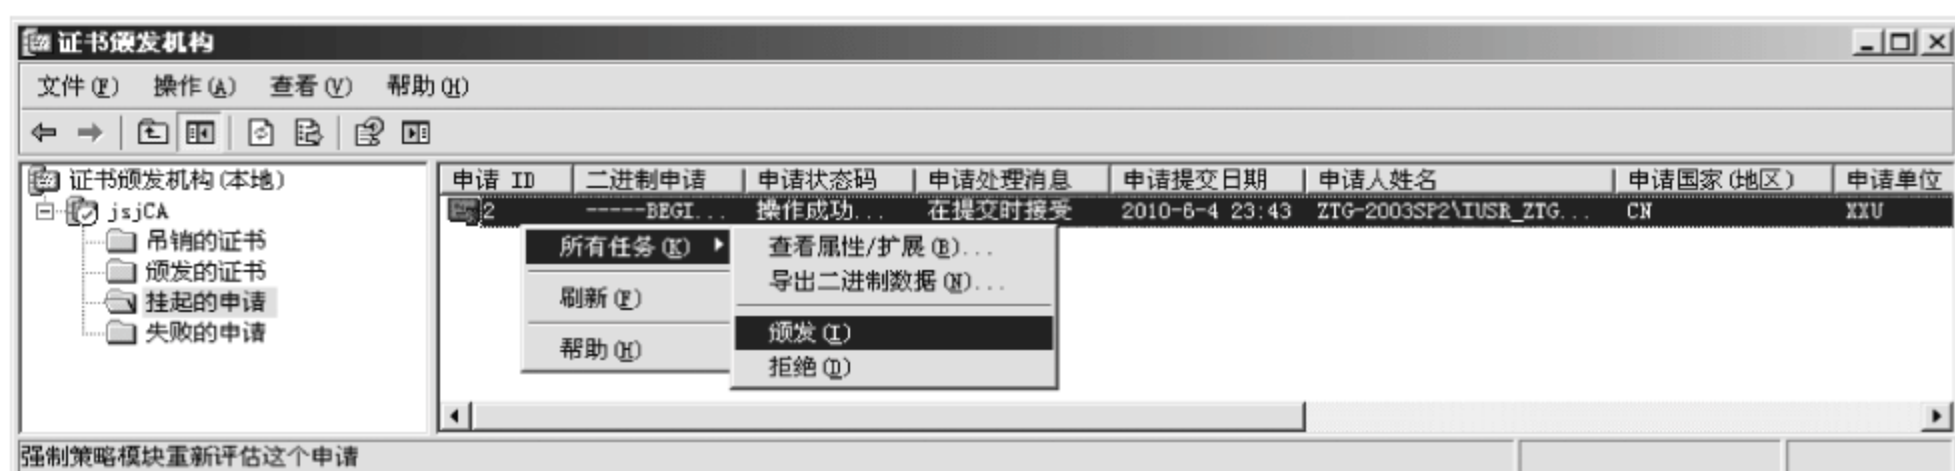 证书颁发机构
文件(F) 操作(A) 查看(V) 帮助(H)
证书颁发机构(本地)
jsjCA
吊销的证书
颁发的证书
挂起的申请
失败的申请
申请 ID 二进制申请 申请状态码 申请处理消息 申请提交日期 申请人姓名 申请国家(地区) 申请单位
2 -----BEGI... 操作成功... 在提交时接受 2010-6-4 23:43 ZTG-2003SP2\IUSR_ZTG... CN XXU
所有任务(K)
刷新(F)
帮助(H)
查看属性/扩展(B)...
导出二进制数据(N)...
颁发(I)
拒绝(D)
强制策略模块重新评估这个申请